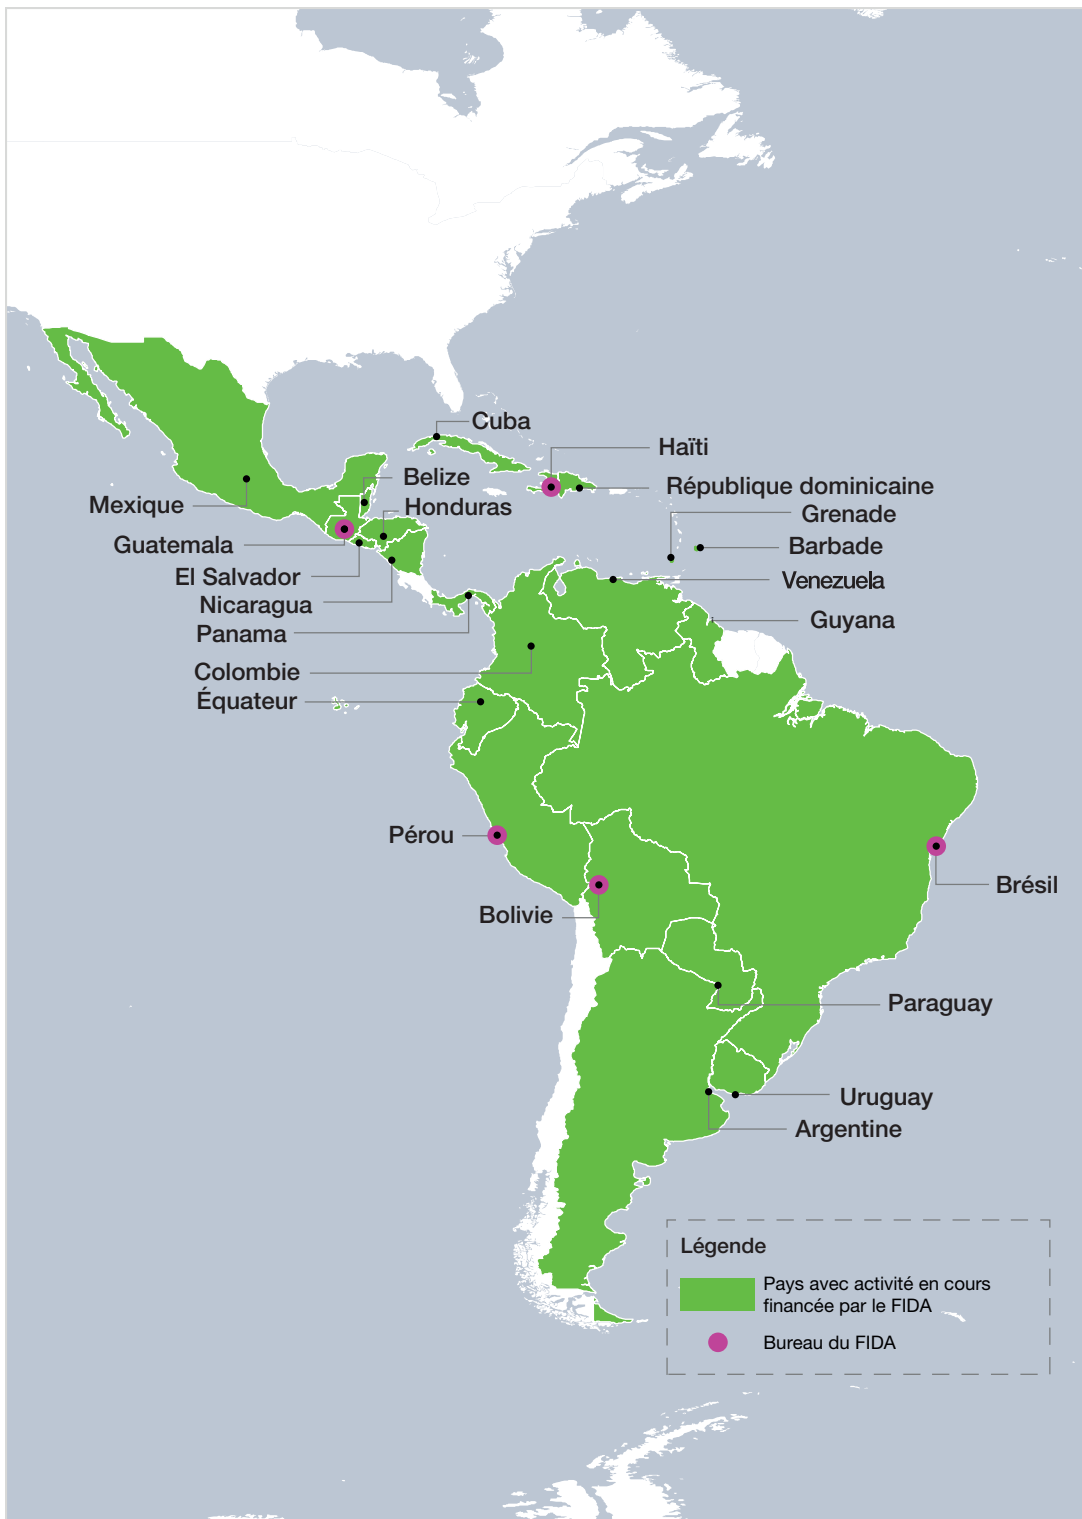 Cuba
Haïti
Belize
République dominicaine
Mexique
Honduras
Grenade
Guatemala
Barbade
El Salvador
Venezuela
Nicaragua
Guyana
Panama
Colombie
Équateur
Pérou
Brésil
Bolivie
Paraguay
Uruguay
Argentine
Légende
Pays avec activité en cours
financée par le FIDA
Bureau du FIDA